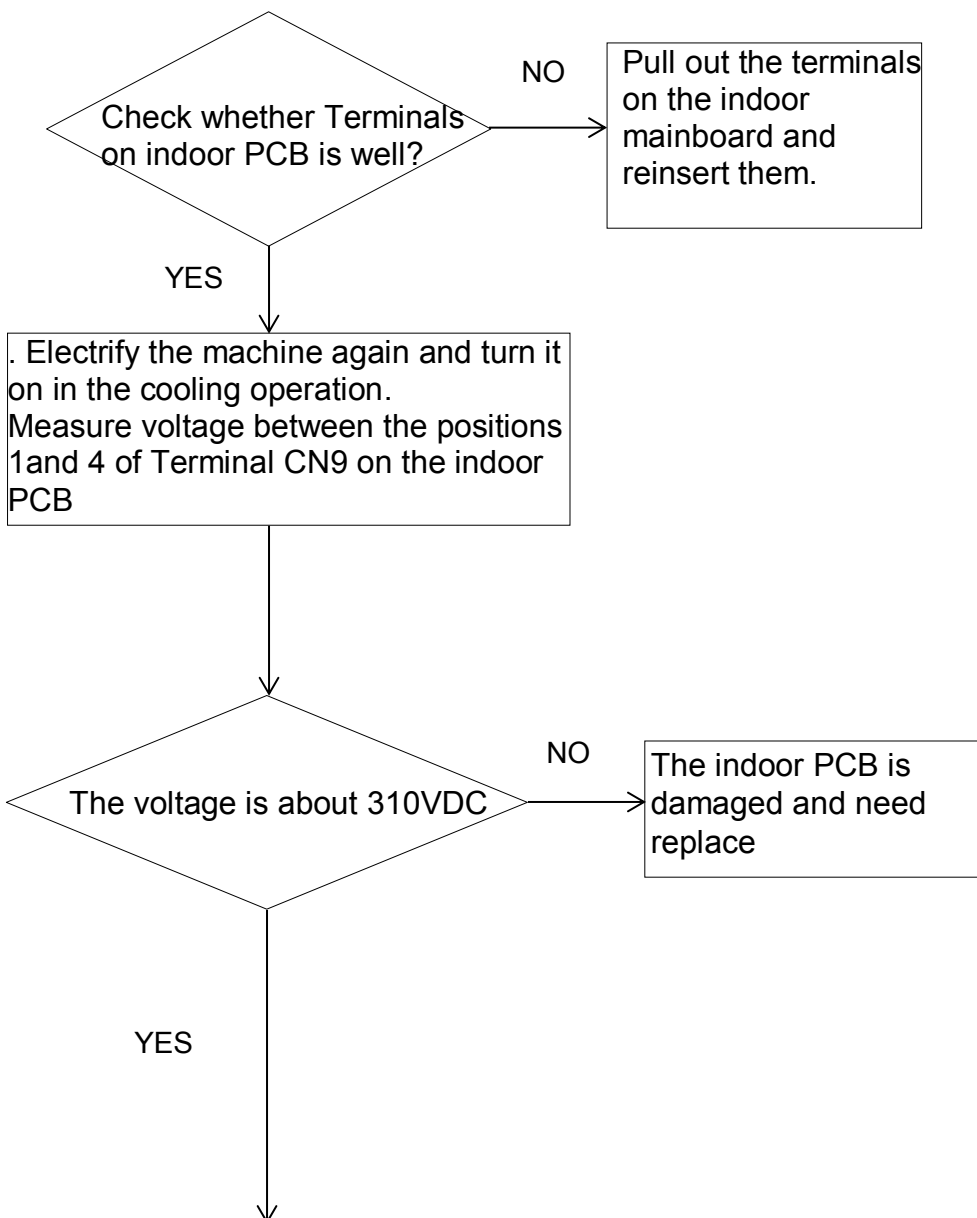 NO
Pull out the terminals
on the indoor
mainboard and
reinsert them.
Check whether Terminals
on indoor PCB is well?
YES
. Electrify the machine again and turn it
on in the cooling operation.
Measure voltage between the positions
1and 4 of Terminal CN9 on the indoor
PCB
NO
The indoor PCB is
damaged and need
replace
The voltage is about 310VDC
YES